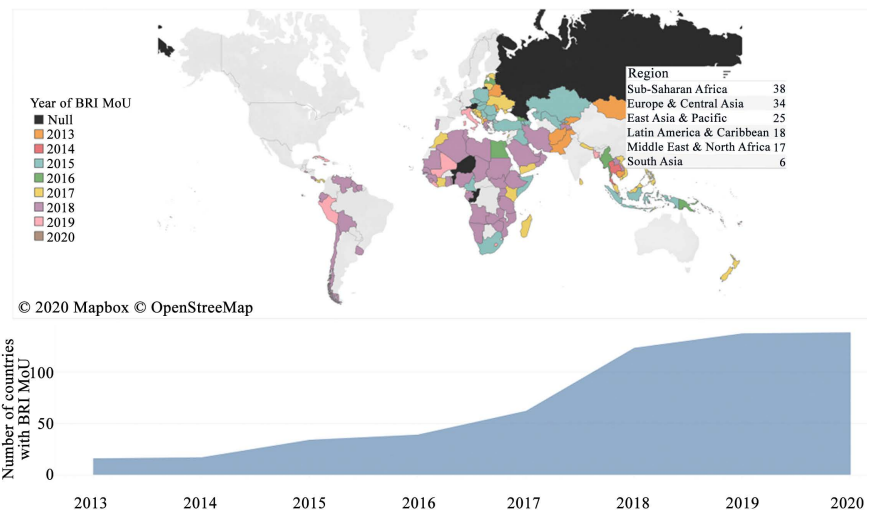 Region
Sub-Saharan Africa 38
Europe & Central Asia 34
East Asia & Pacific 25
Latin America & Caribbean 18
Middle East & North Africa 17
South Asia 6
Year of BRI MoU
Null
2013
2014
2015
2016
2017
2018
2019
2020
© 2020 Mapbox © OpenStreetMap
Number of countries
with BRI MoU
100
50
0
2013 2014 2015 2016 2017 2018 2019 2020